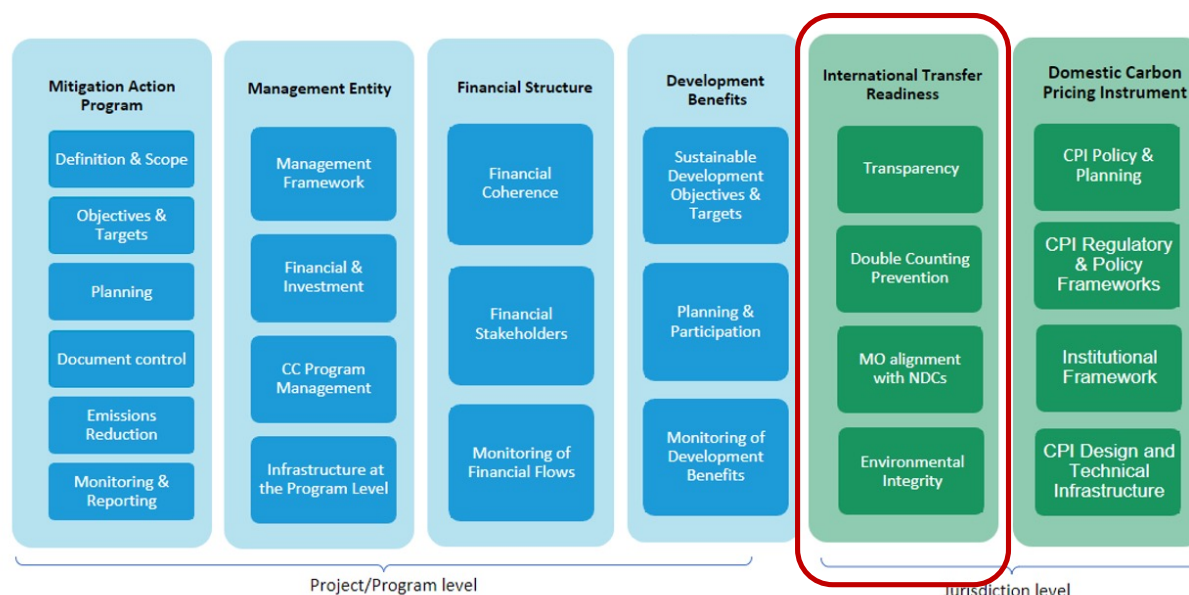 Mitigation Action
Program
Definition & Scope
Objectives &
Targets
Planning
Document control
Emissions
Reduction
Monitoring &
Reporting
Management Entity
Management
Framework
Financial &
Investment
CC Program
Management
Infrastructure at
the Program Level
Financial Structure
Financial
Coherence
Financial
Stakeholders
Monitoring of
Financial Flows
Development
Benefits
Sustainable
Development
Objectives &
Targets
Planning &
Participation
Monitoring of
Development
Benefits
International Transfer
Readiness
Transparency
Double Counting
Prevention
MO alignment
with NDCs
Environmental
Integrity
Domestic Carbon
Pricing Instrument
CPI Policy &
Planning
CPI Regulatory
& Policy
Frameworks
Institutional
Framework
CPI Design and
Technical
Infrastructure
Project/Program level
Jurisdiction level